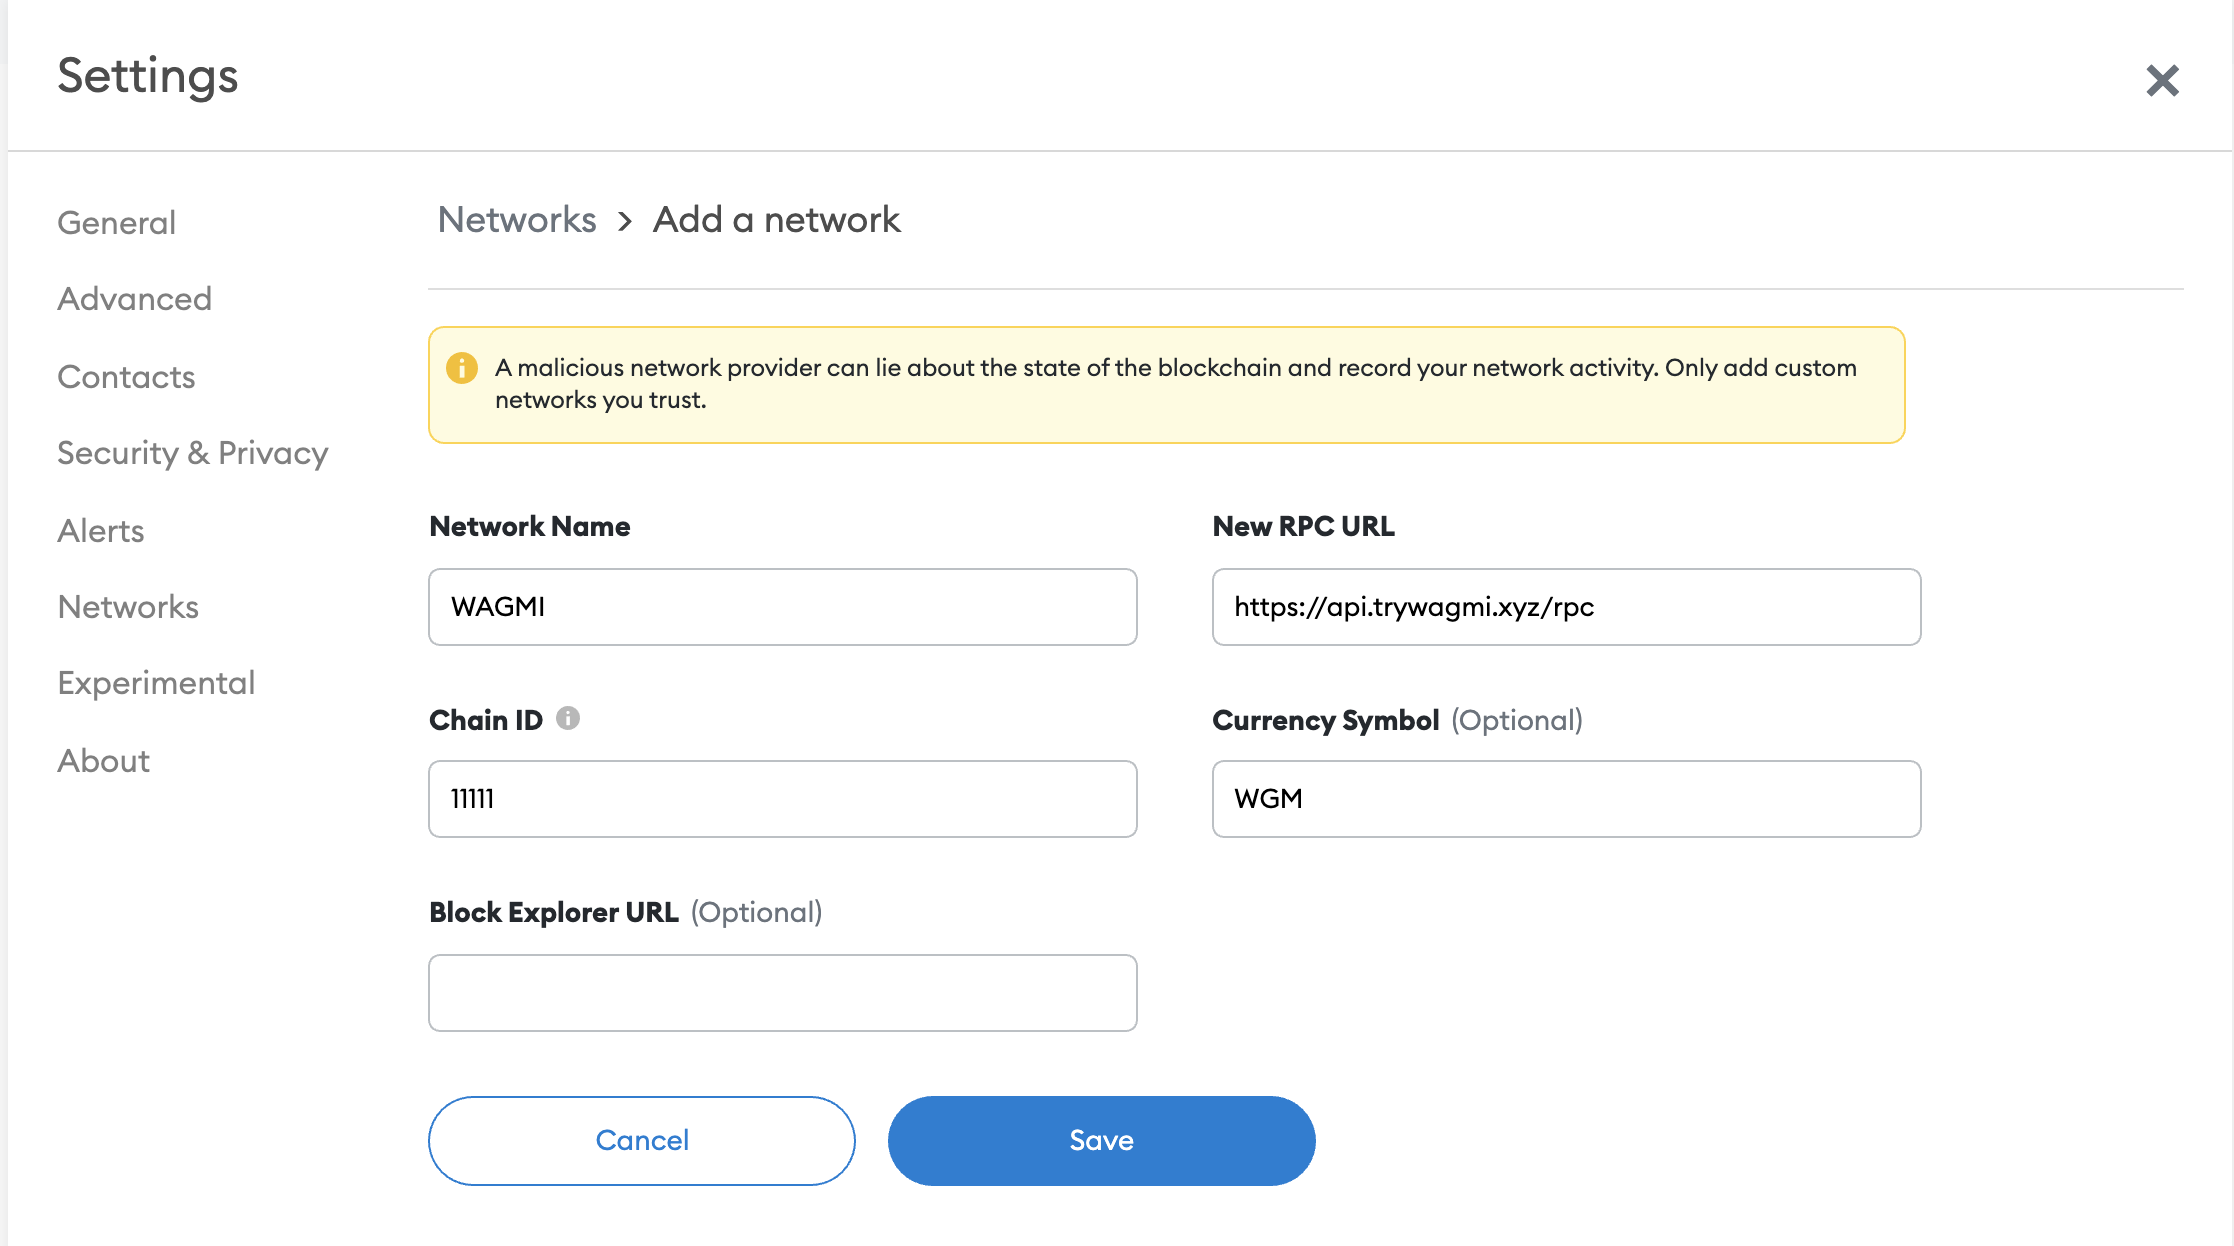 Settings
General
Advanced
Contacts
Security & Privacy
Alerts
Networks
Experimental
About
Networks > Add a network
A malicious network provider can lie about the state of the blockchain and record your network activity. Only add custom
networks you trust.
Network Name
WAGMI
New RPC URL
https://api.trywagmi.xyz/rpc
Chain ID
11111
Currency Symbol (Optional)
WGM
Block Explorer URL (Optional)
Cancel
Save